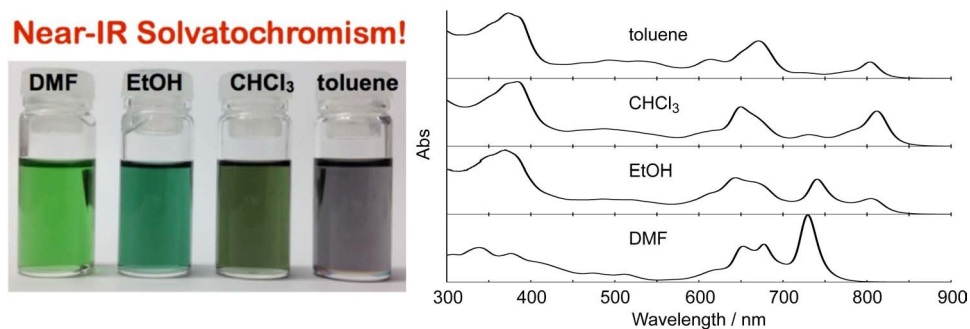 Near-IR Solvatochromism!
DMF EtOH CHCl₃ toluene
toluene
CHCl₃
EtOH
DMF
Abs
300 400 500 600 700 800 900
Wavelength / nm